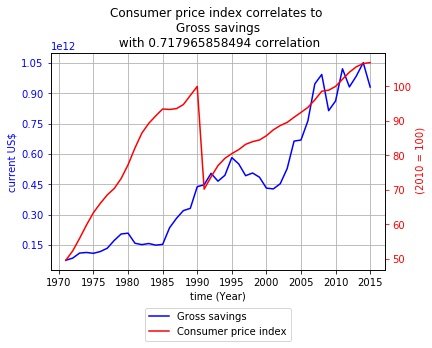 Consumer price index correlates to
Gross savings
with 0.717965858494 correlation
1e12
1.05
0.90
0.75
0.60
0.45
0.30
0.15
current US$
100
90
80
70
60
50
(2010 = 100)
1970 1975 1980 1985 1990 1995 2000 2005 2010 2015
time (Year)
Gross savings
Consumer price index